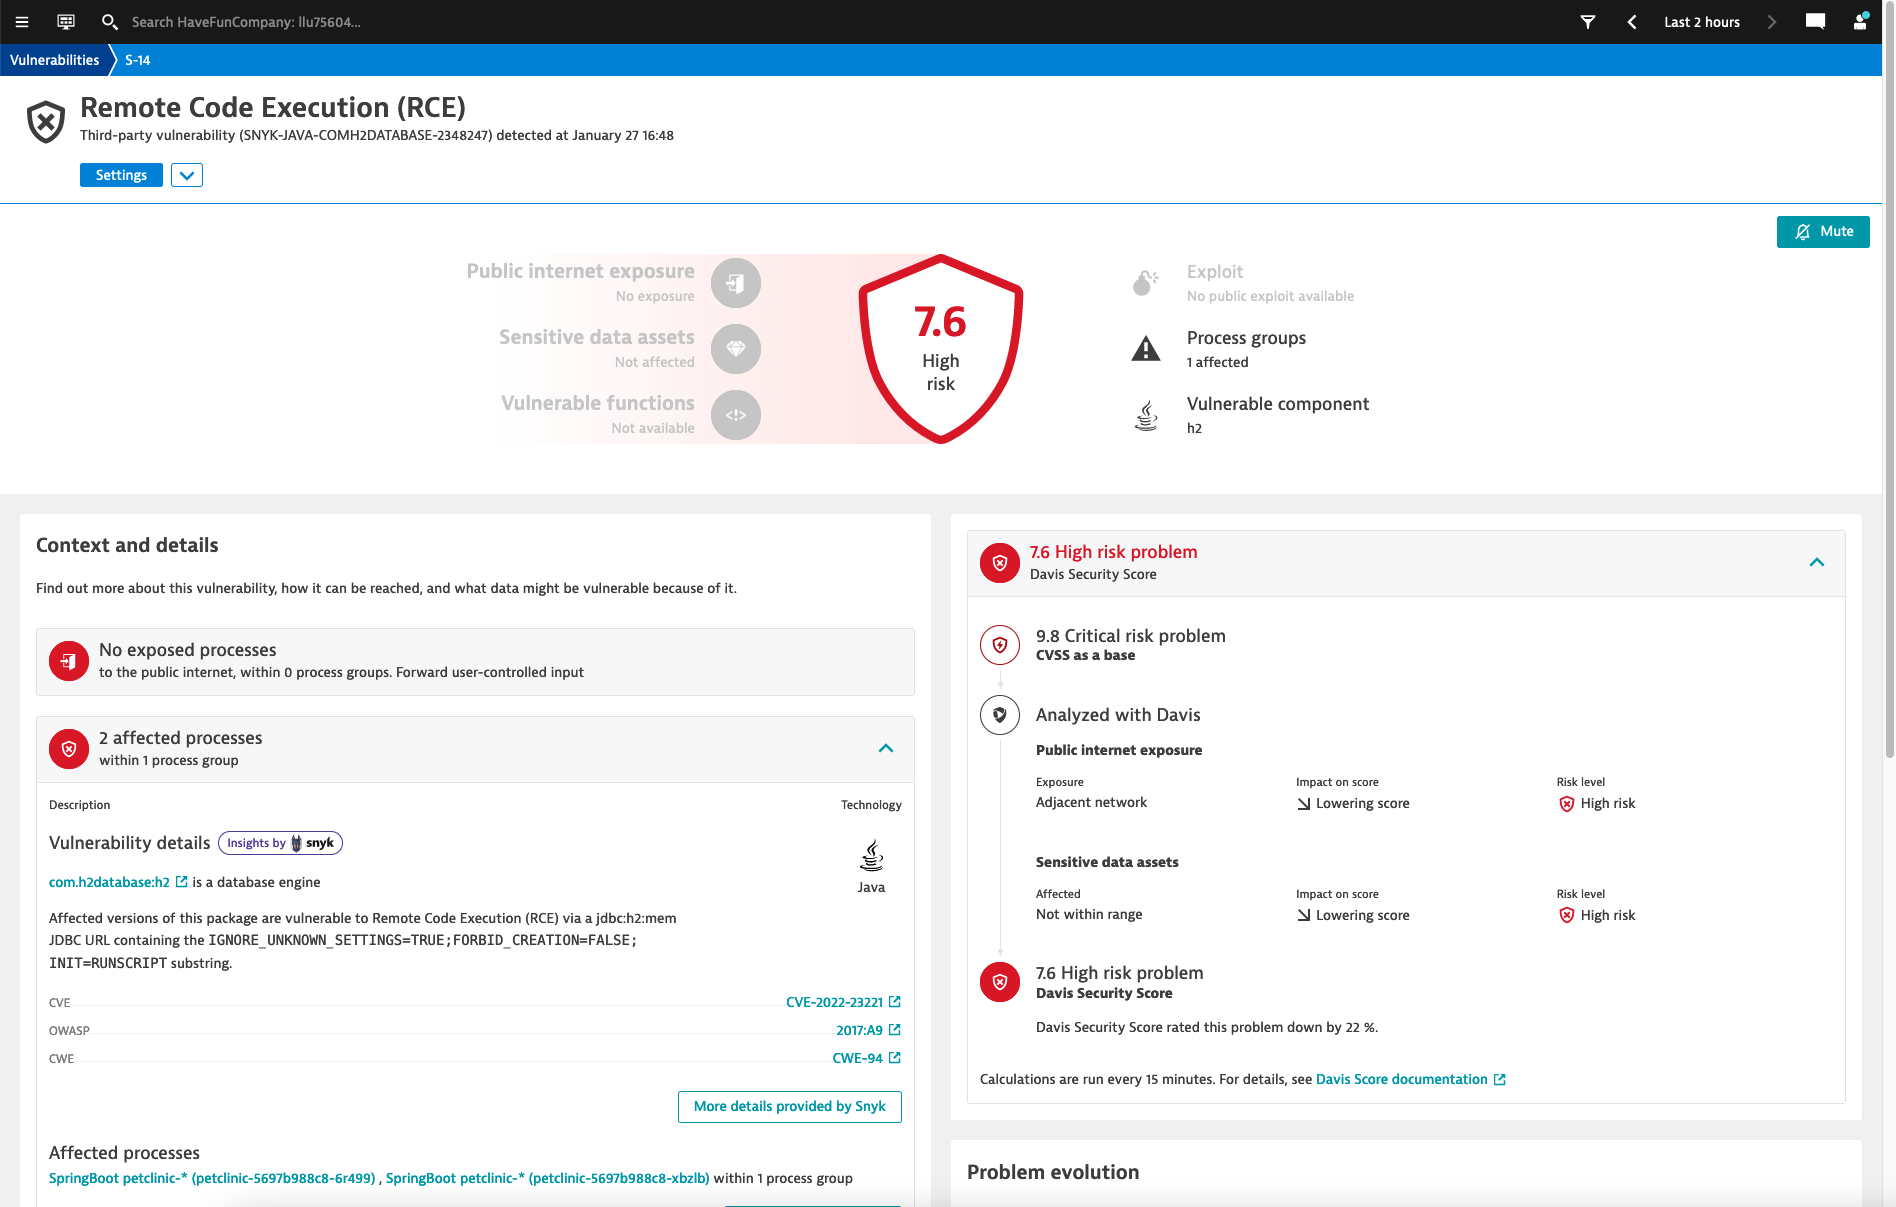 Search HaveFunCompany: llu75604...
Last 2 hours
Vulnerabilities
S-14
Remote Code Execution (RCE)
Third-party vulnerability (SNYK-JAVA-COMH2DATABASE-2348247) detected at January 27 16:48
Settings
Mute
Public internet exposure
No exposure
Sensitive data assets
Not affected
Vulnerable functions
Not available
7.6
High
risk
Exploit
No public exploit available
Process groups
1 affected
Vulnerable component
h2
Context and details
Find out more about this vulnerability, how it can be reached, and what data might be vulnerable because of it.
No exposed processes
to the public internet, within 0 process groups. Forward user-controlled input
2 affected processes
within 1 process group
Description
Technology
Vulnerability details
Insights by snyk
Java
com.h2database:h2 is a database engine
Affected versions of this package are vulnerable to Remote Code Execution (RCE) via a jdbc:h2:mem
JDBC URL containing the IGNORE_UNKNOWN_SETTINGS=TRUE;FORBID_CREATION=FALSE;
INIT=RUNSCRIPT substring.
CVE CVE-2022-23221
OWASP 2017:A9
CWE CWE-94
More details provided by Snyk
Affected processes
SpringBoot petclinic-* (petclinic-5697b988c8-6r499) , SpringBoot petclinic-* (petclinic-5697b988c8-xbzlb) within 1 process group
7.6 High risk problem
Davis Security Score
9.8 Critical risk problem
CVSS as a base
Analyzed with Davis
Public internet exposure
Exposure Impact on score Risk level
Adjacent network Lowering score High risk
Sensitive data assets
Affected Impact on score Risk level
Not within range Lowering score High risk
7.6 High risk problem
Davis Security Score
Davis Security Score rated this problem down by 22 %.
Calculations are run every 15 minutes. For details, see Davis Score documentation
Problem evolution